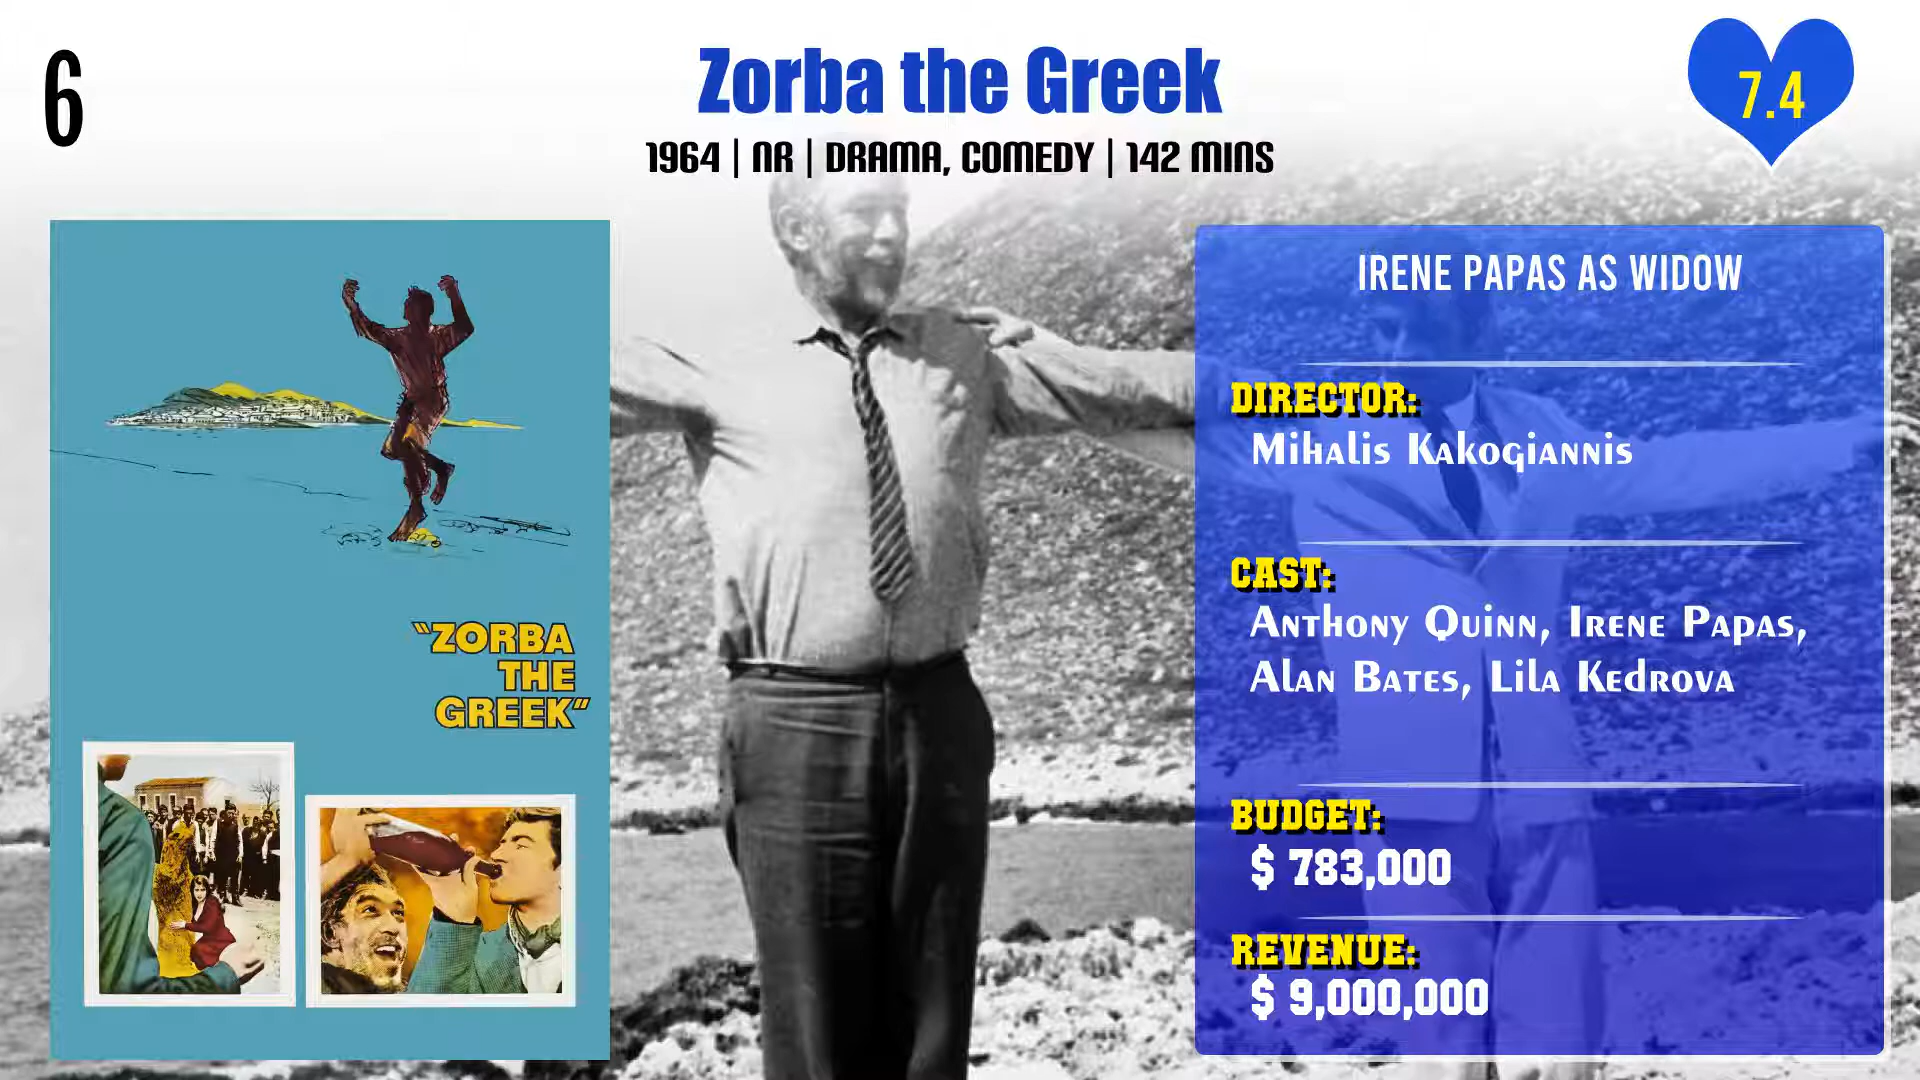 6
Zorba the Greek
7.4
1964 | NR | DRAMA, COMEDY | 142 MINS
"ZORBA
THE
GREEK"
IRENE PAPAS AS WIDOW
DIRECTOR:
Mihalis Kakogiannis
CAST:
Anthony Quinn, Irene Papas,
Alan Bates, Lila Kedrova
BUDGET:
$ 783,000
REVENUE:
$ 9,000,000